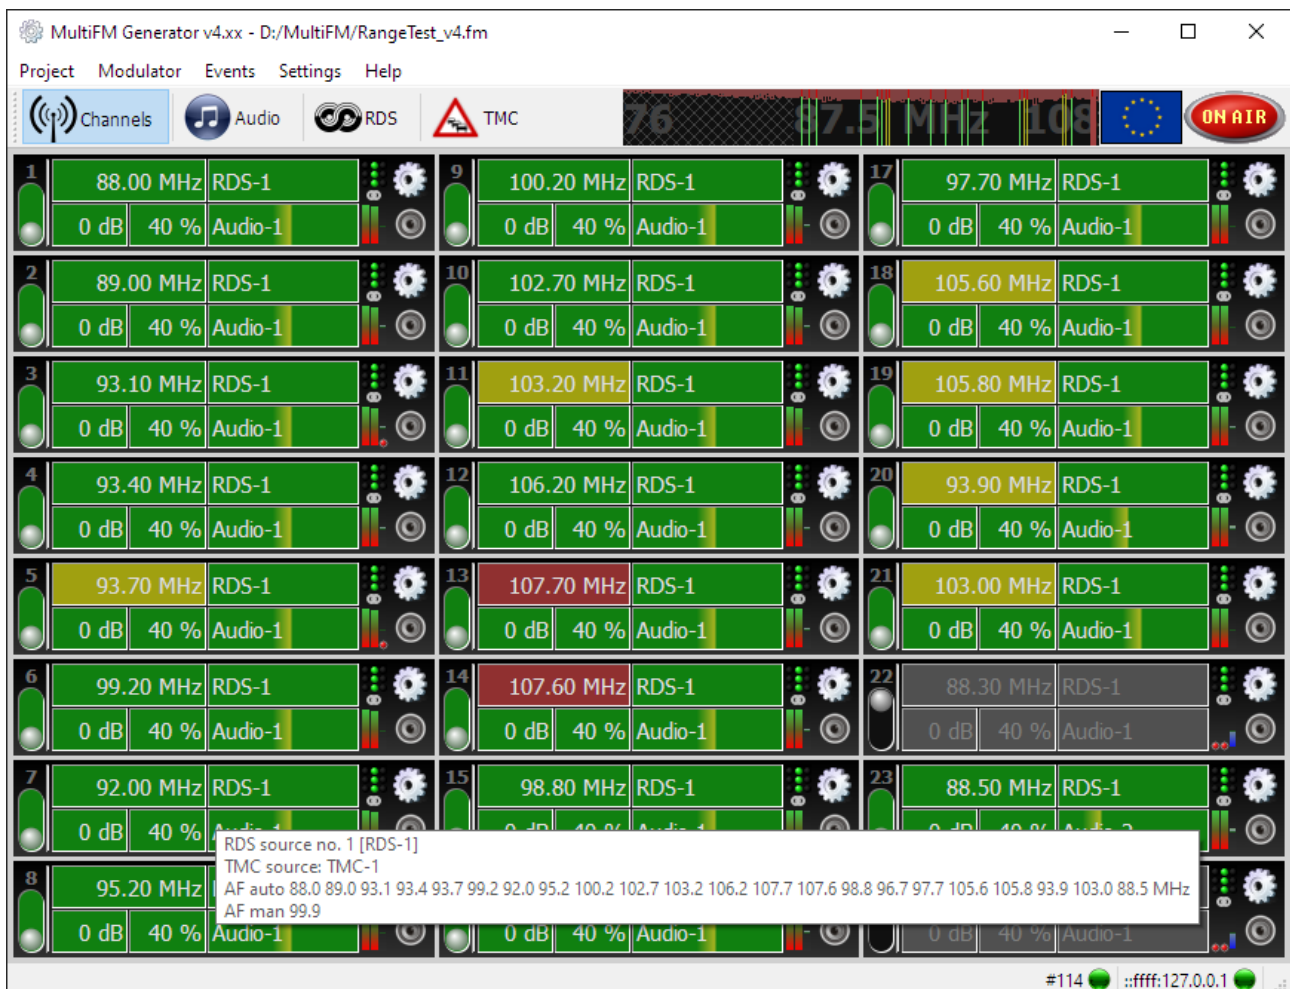 MultiFM Generator v4.xx - D:/MultiFM/RangeTest_v4.fm
Project Modulator Events Settings Help
Channels Audio RDS TMC 76 87.5 MHz 108 ON AIR
1 88.00 MHz RDS-1 9 100.20 MHz RDS-1 17 97.70 MHz RDS-1
0 dB 40 % Audio-1 0 dB 40 % Audio-1 0 dB 40 % Audio-1
2 89.00 MHz RDS-1 10 102.70 MHz RDS-1 18 105.60 MHz RDS-1
0 dB 40 % Audio-1 0 dB 40 % Audio-1 0 dB 40 % Audio-1
3 93.10 MHz RDS-1 11 103.20 MHz RDS-1 19 105.80 MHz RDS-1
0 dB 40 % Audio-1 0 dB 40 % Audio-1 0 dB 40 % Audio-1
4 93.40 MHz RDS-1 12 106.20 MHz RDS-1 20 93.90 MHz RDS-1
0 dB 40 % Audio-1 0 dB 40 % Audio-1 0 dB 40 % Audio-1
5 93.70 MHz RDS-1 13 107.70 MHz RDS-1 21 103.00 MHz RDS-1
0 dB 40 % Audio-1 0 dB 40 % Audio-1 0 dB 40 % Audio-1
6 99.20 MHz RDS-1 14 107.60 MHz RDS-1 22 88.30 MHz RDS-1
0 dB 40 % Audio-1 0 dB 40 % Audio-1 0 dB 40 % Audio-1
7 92.00 MHz RDS-1 15 98.80 MHz RDS-1 23 88.50 MHz RDS-1
0 dB 40 %
RDS source no. 1 [RDS-1]
TMC source: TMC-1
AF auto 88.0 89.0 93.1 93.4 93.7 99.2 92.0 95.2 100.2 102.7 103.2 106.2 107.7 107.6 98.8 96.7 97.7 105.6 105.8 93.9 103.0 88.5 MHz
AF man 99.9
8 95.20 MHz
0 dB 40 % Audio-1 0 dB 40 % Audio-1 0 dB 40 % Audio-1
#114 ::ffff:127.0.0.1